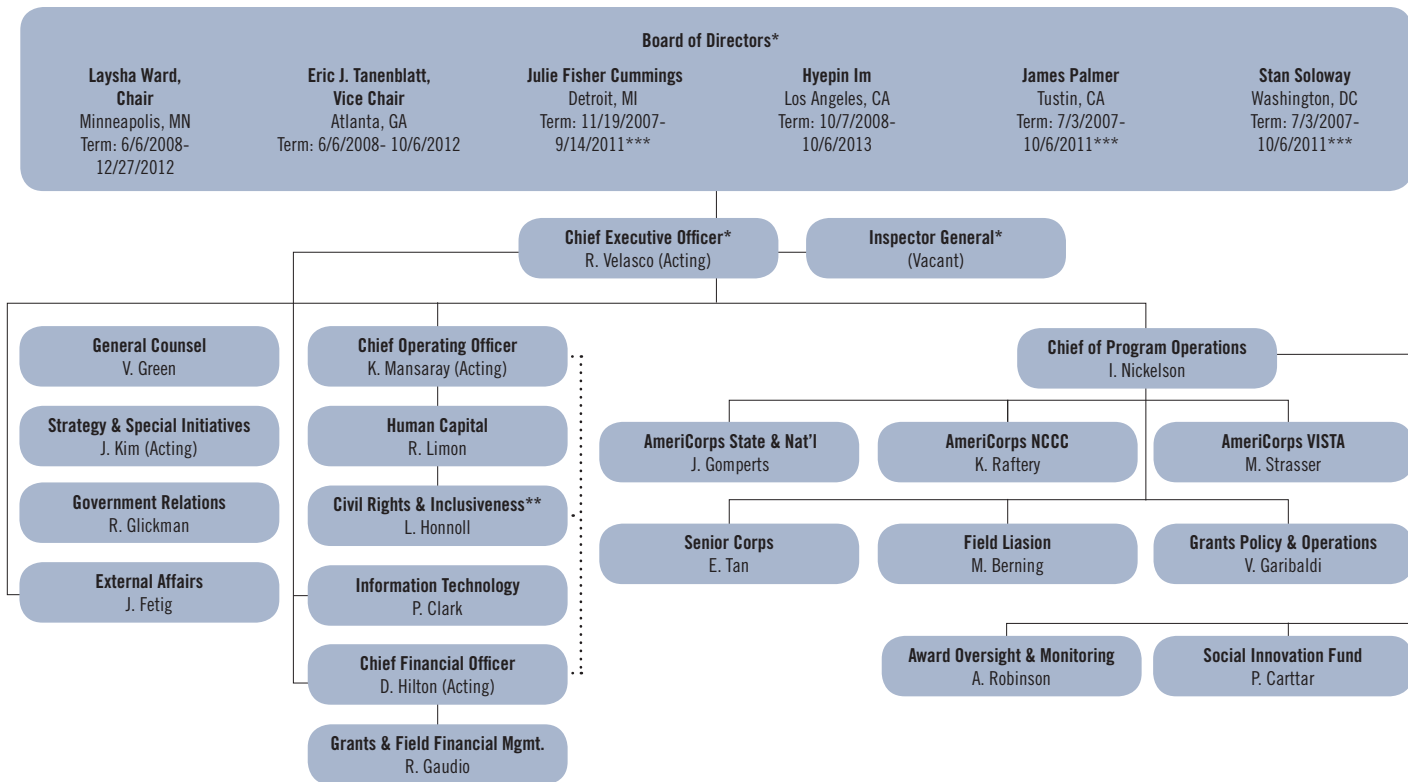 Board of Directors*
Laysha Ward,
Chair
Minneapolis, MN
Term: 6/6/2008-
12/27/2012
Eric J. Tanenblatt,
Vice Chair
Atlanta, GA
Term: 6/6/2008- 10/6/2012
Julie Fisher Cummings
Detroit, MI
Term: 11/19/2007-
9/14/2011***
Hyepin Im
Los Angeles, CA
Term: 10/7/2008-
10/6/2013
James Palmer
Tustin, CA
Term: 7/3/2007-
10/6/2011***
Stan Soloway
Washington, DC
Term: 7/3/2007-
10/6/2011***
Chief Executive Officer*
R. Velasco (Acting)
Inspector General*
(Vacant)
General Counsel
V. Green
Strategy & Special Initiatives
J. Kim (Acting)
Government Relations
R. Glickman
External Affairs
J. Fetig
Chief Operating Officer
K. Mansaray (Acting)
Human Capital
R. Limon
Civil Rights & Inclusiveness**
L. Honnoll
Information Technology
P. Clark
Chief Financial Officer
D. Hilton (Acting)
Grants & Field Financial Mgmt.
R. Gaudio
Chief of Program Operations
I. Nickelson
AmeriCorps State & Nat'l
J. Gomperts
AmeriCorps NCCC
K. Raftery
AmeriCorps VISTA
M. Strasser
Senior Corps
E. Tan
Field Liasion
M. Berning
Grants Policy & Operations
V. Garibaldi
Award Oversight & Monitoring
A. Robinson
Social Innovation Fund
P. Carttar